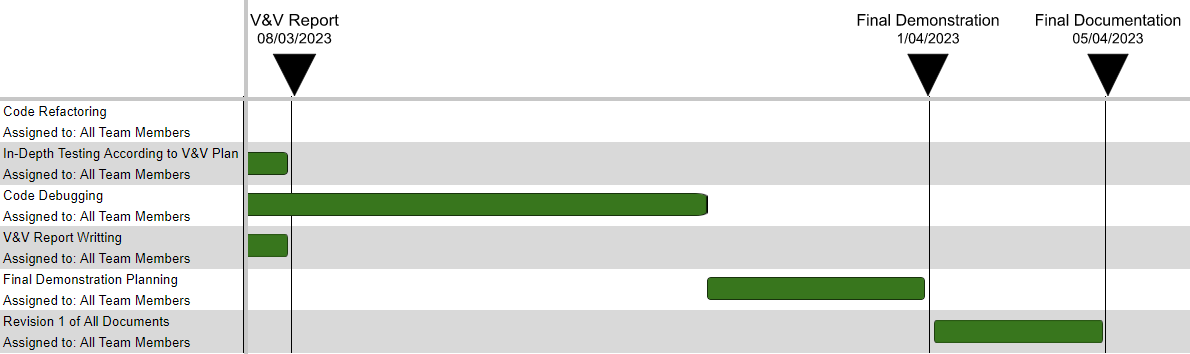 V&V Report
08/03/2023
Final Demonstration
1/04/2023
Final Documentation
05/04/2023
Code Refactoring
Assigned to: All Team Members
In-Depth Testing According to V&V Plan
Assigned to: All Team Members
Code Debugging
Assigned to: All Team Members
V&V Report Writting
Assigned to: All Team Members
Final Demonstration Planning
Assigned to: All Team Members
Revision 1 of All Documents
Assigned to: All Team Members